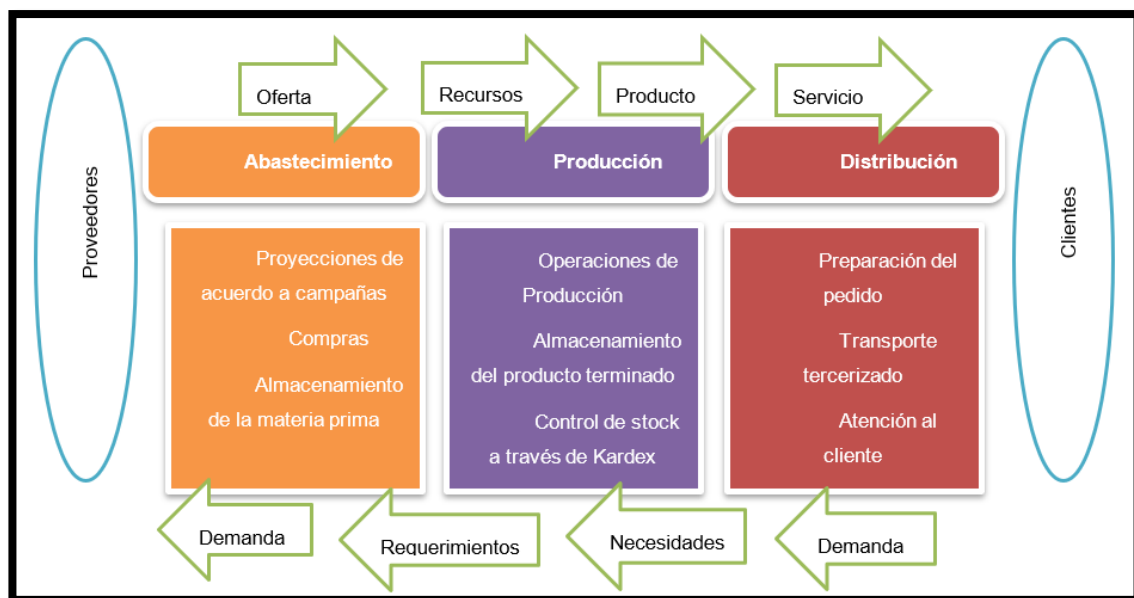 Proveedores
Oferta
Recursos
Producto
Servicio
Abastecimiento
Producción
Distribución
Proyecciones de
acuerdo a campañas
Compras
Almacenamiento
de la materia prima
Operaciones de
Producción
Almacenamiento
del producto terminado
Control de stock
a través de Kardex
Preparación del
pedido
Transporte
tercerizado
Atención al
cliente
Demanda
Requerimientos
Necesidades
Demanda
Clientes